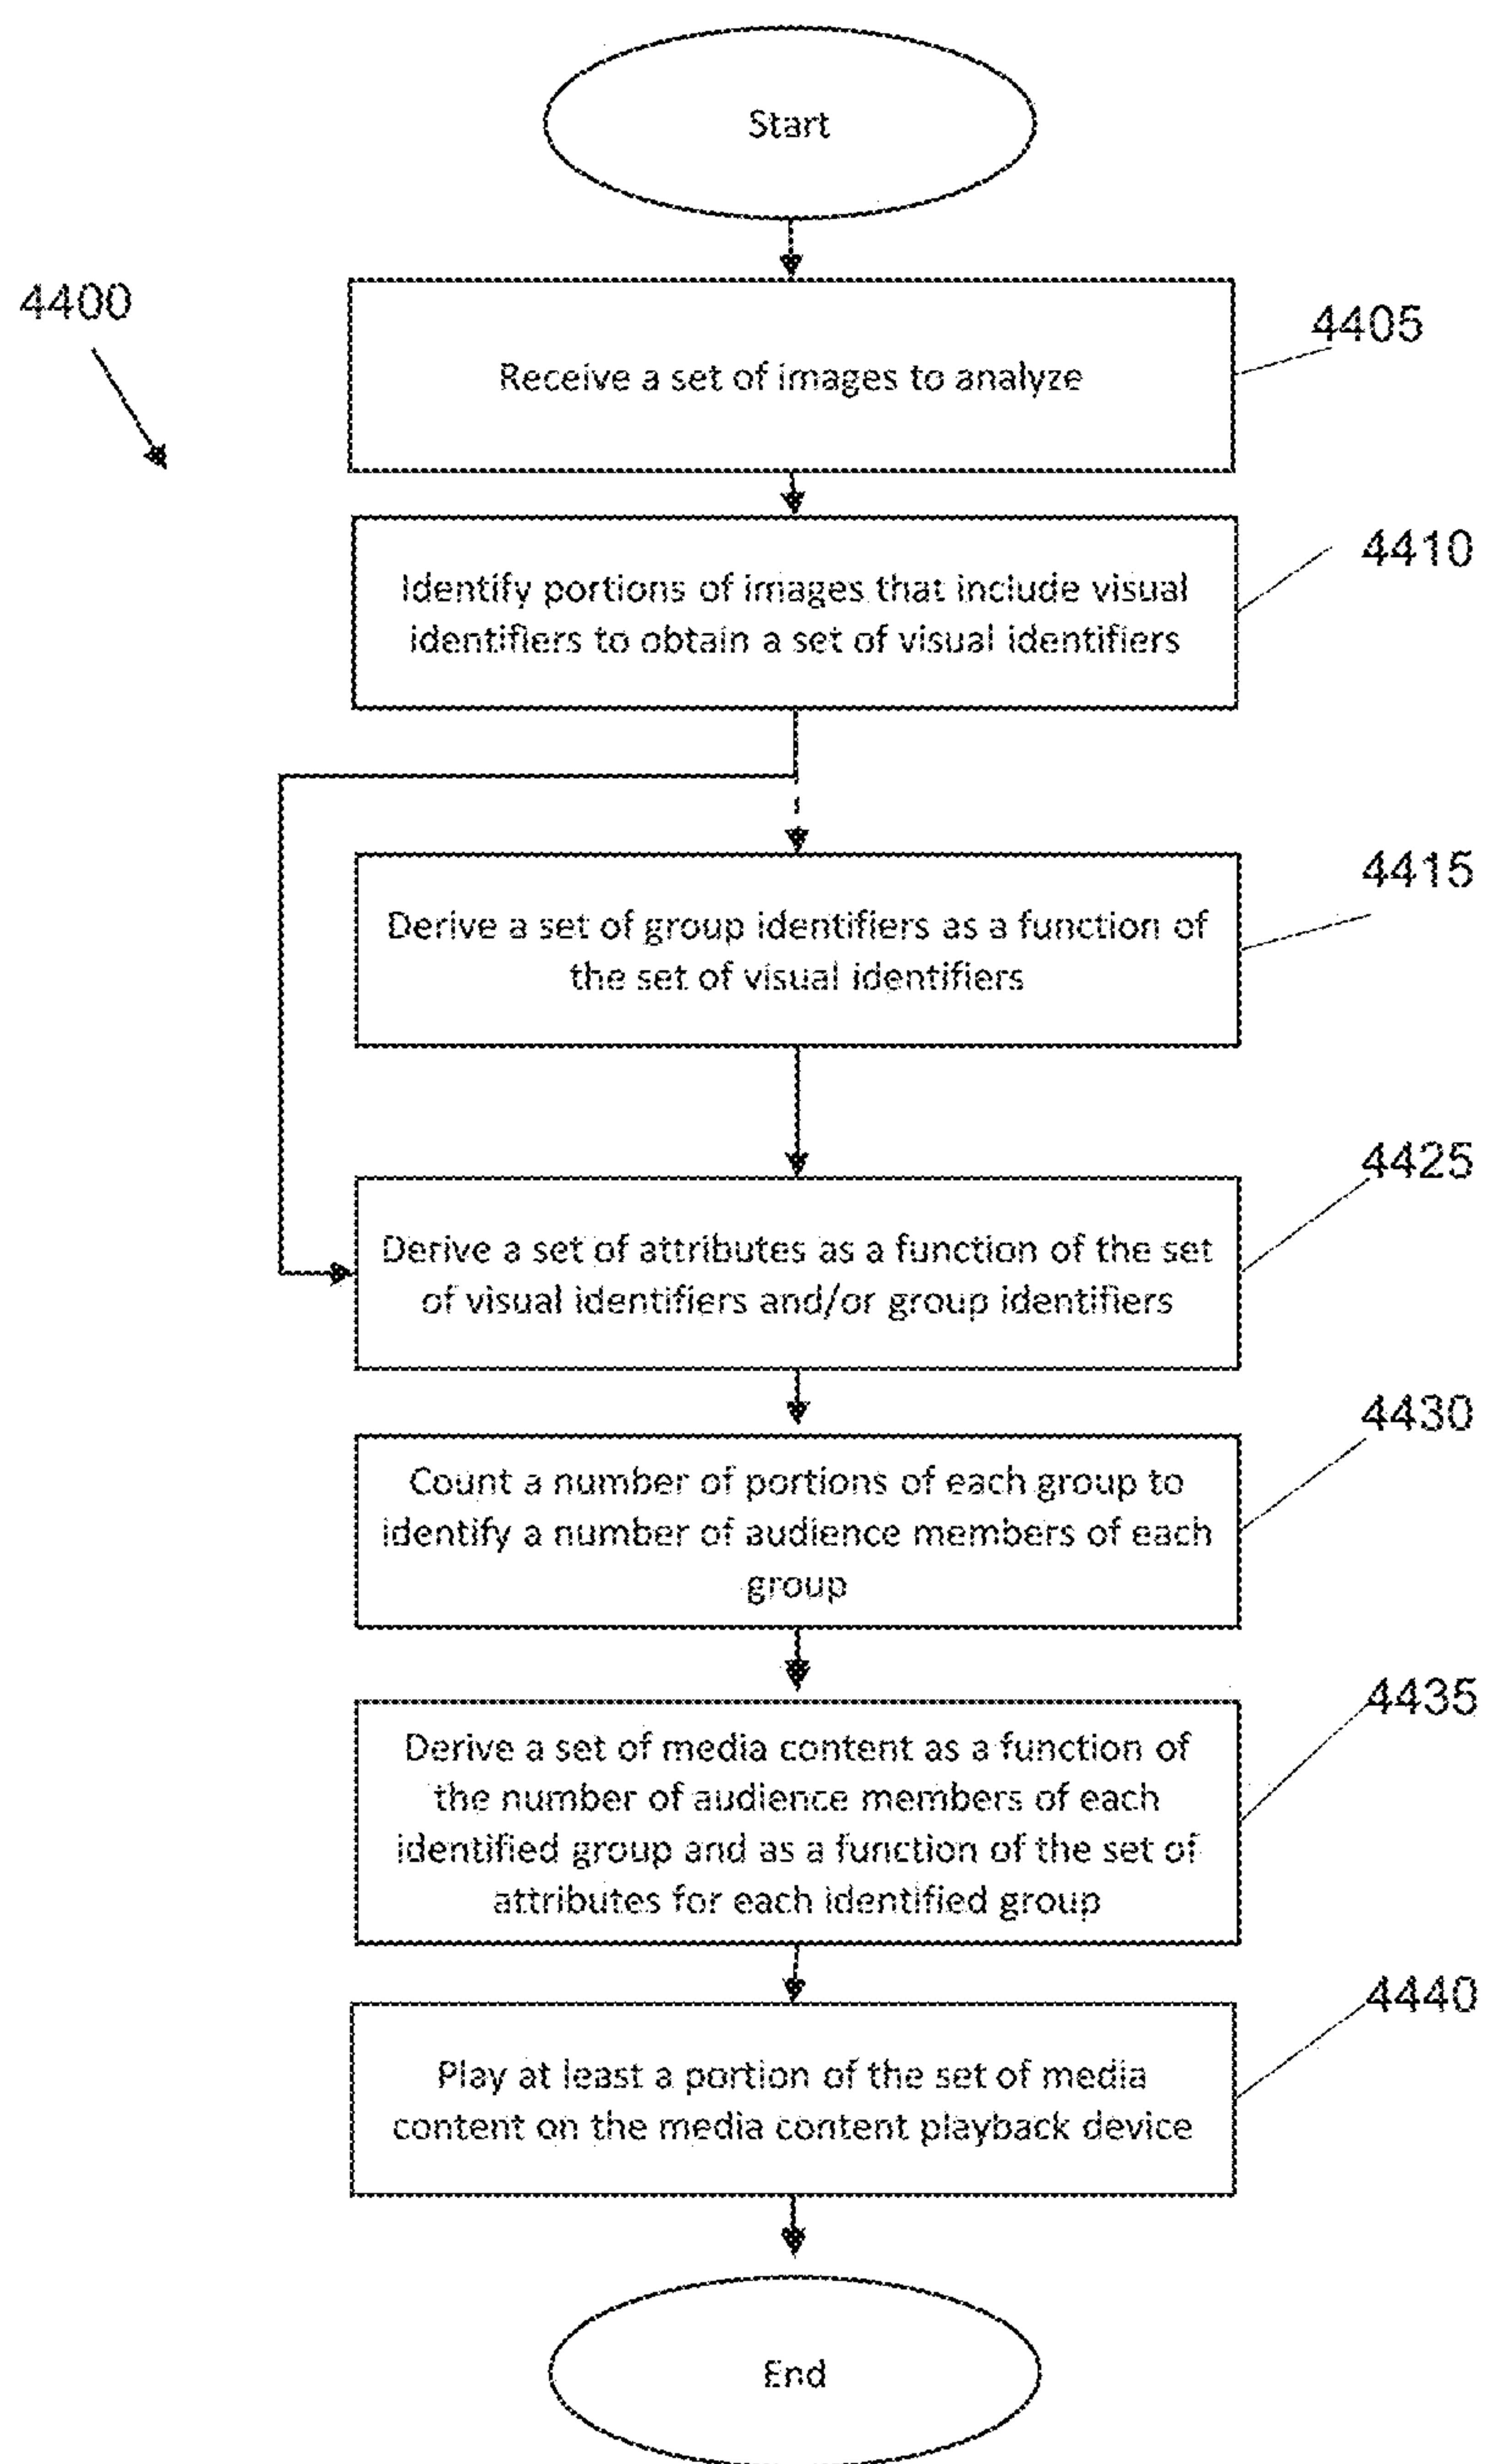 Start
4400
4405
Receive a set of images to analyze
4410
Identify portions of images that include visual
identifiers to obtain a set of visual identifiers
4415
Derive a set of group identifiers as a function of
the set of visual identifiers
4425
Derive a set of attributes as a function of the set
of visual identifiers and/or group identifiers
4430
Count a number of portions of each group to
identify a number of audience members of each
group
4435
Derive a set of media content as a function of
the number of audience members of each
identified group and as a function of the set of
attributes for each identified group
4440
Play at least a portion of the set of media
content on the media content playback device
End